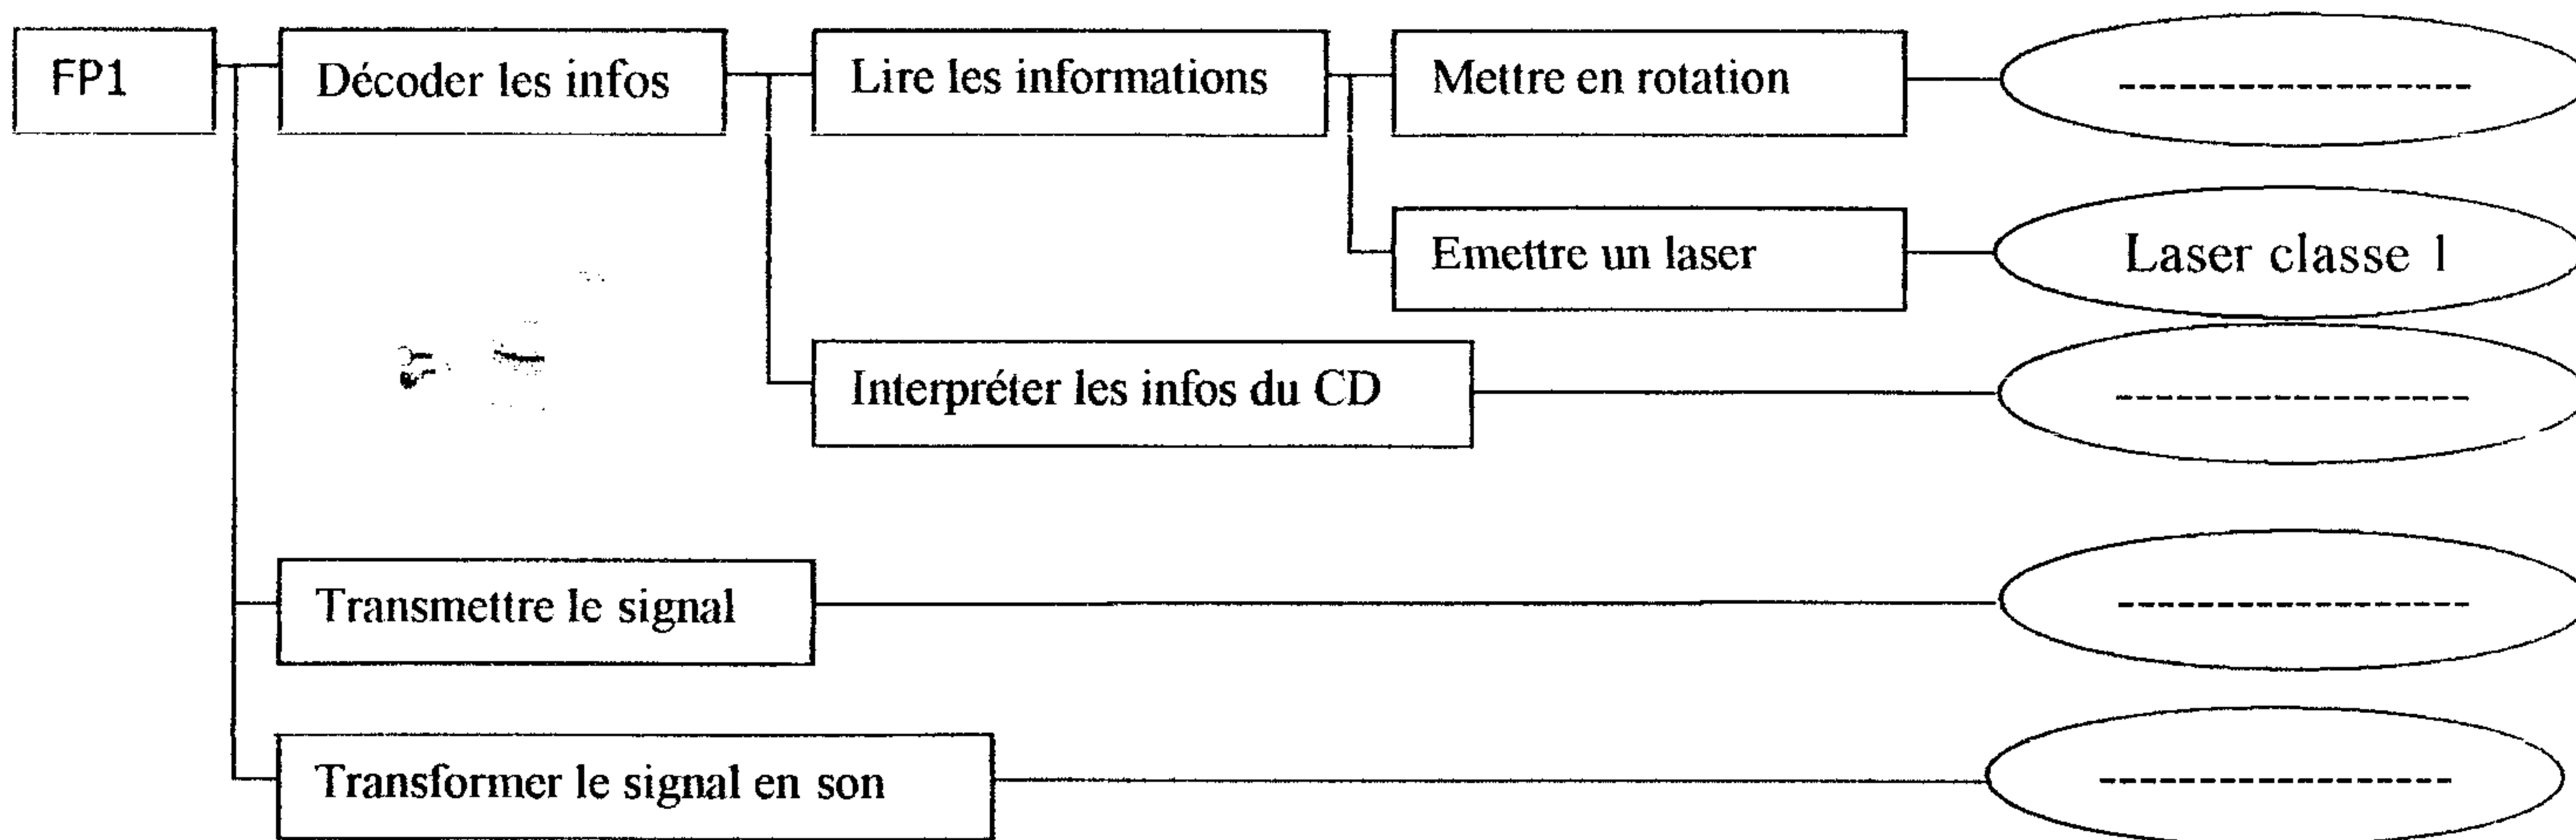 FP1
Décoder les infos
Lire les informations
Mettre en rotation
-----------------
Emettre un laser
Laser classe 1
Interpréter les infos du CD
-----------------
Transmettre le signal
-----------------
Transformer le signal en son
-----------------